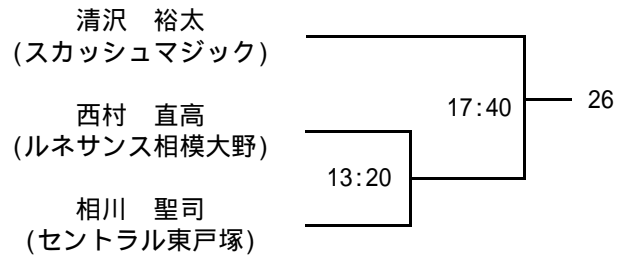 清沢　裕太
(スカッシュマジック)
17:40
26
西村　直高
(ルネサンス相模大野)
13:20
相川　聖司
(セントラル東戸塚)